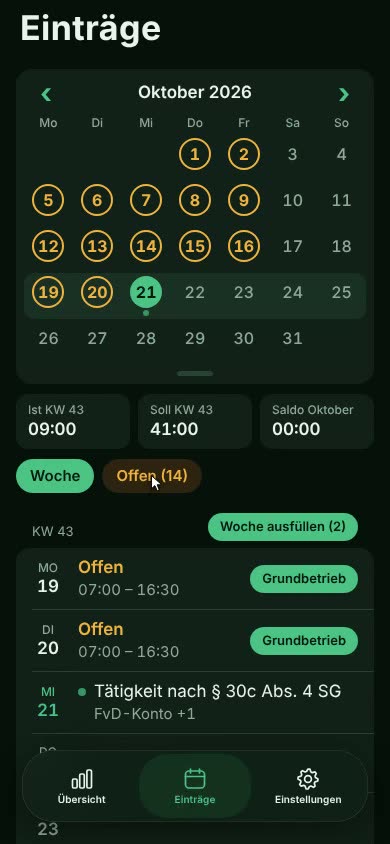 Einträge
Oktober 2026
Mo Di Mi Do Fr Sa So
1 2 3 4
5 6 7 8 9 10 11
12 13 14 15 16 17 18
19 20 21 22 23 24 25
26 27 28 29 30 31
Ist KW 43 Soll KW 43 Saldo Oktober
09:00 41:00 00:00
Woche Offen (14)
KW 43 Woche ausfüllen (2)
MO Offen
19 07:00 – 16:30 Grundbetrieb
DI Offen
20 07:00 – 16:30 Grundbetrieb
MI Tätigkeit nach § 30c Abs. 4 SG
21 FvD-Konto +1
Übersicht Einträge Einstellungen
23